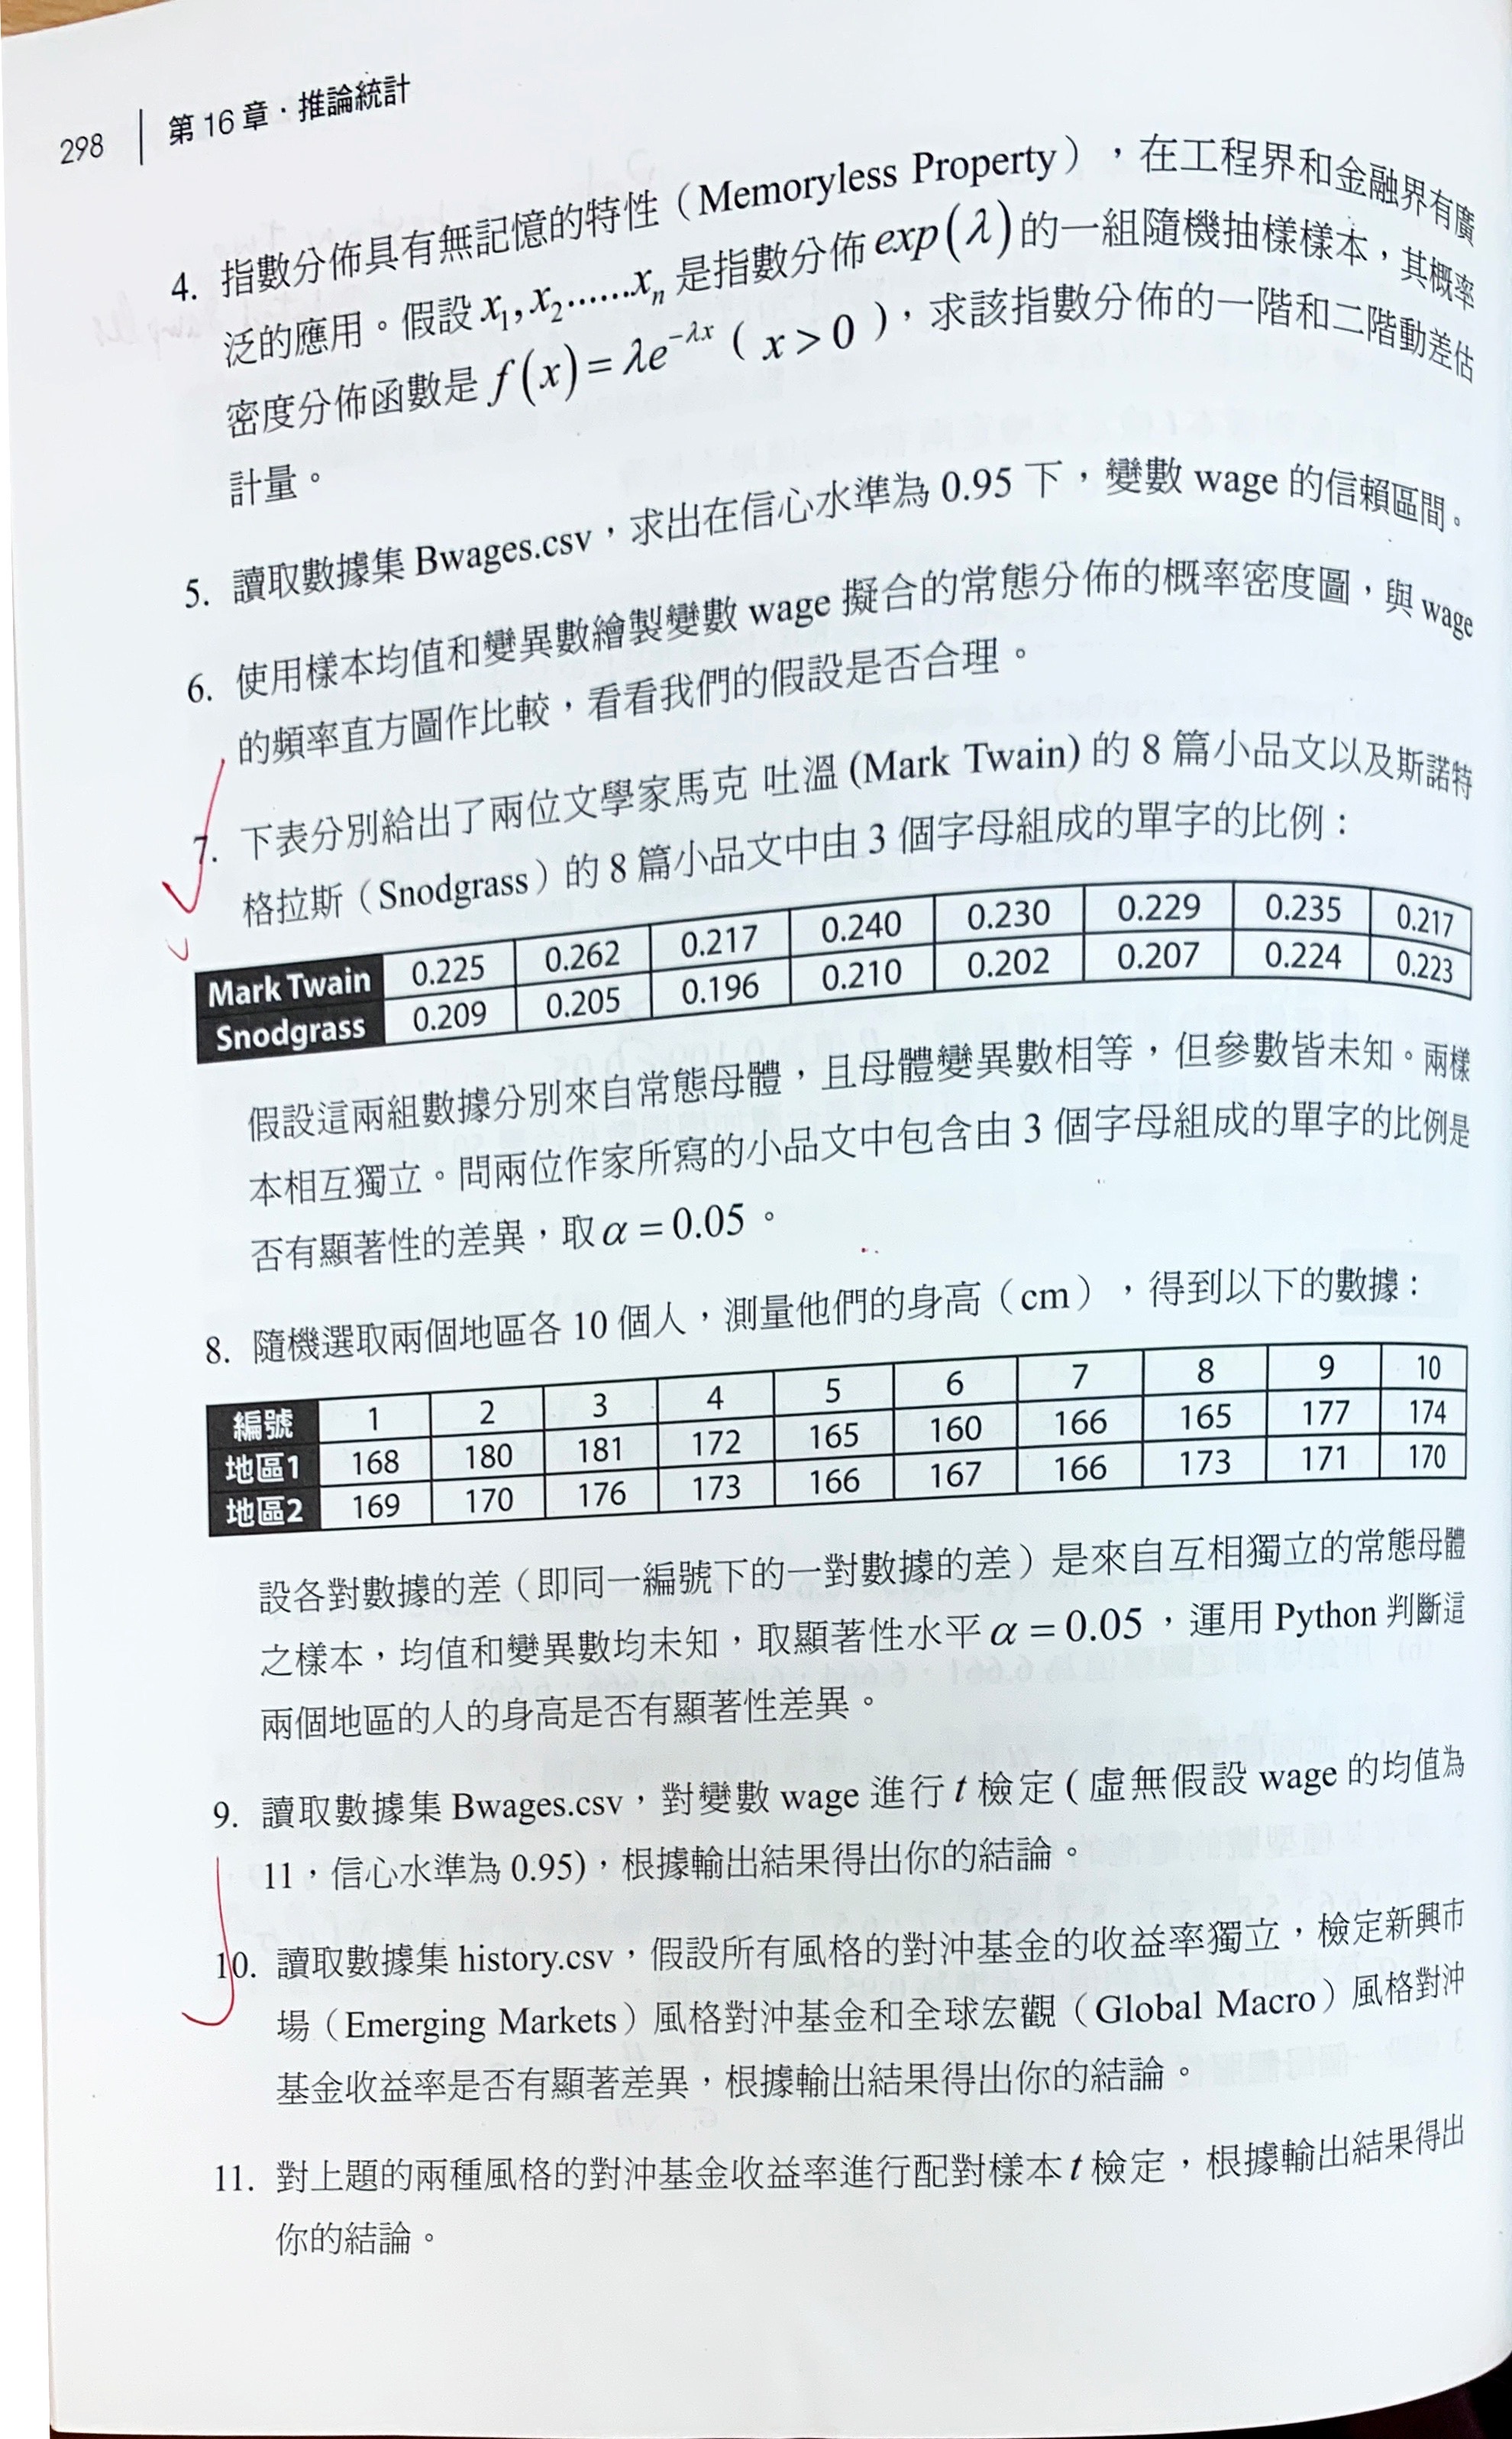 298 第16章·推論統計
4. 指數分佈具有無記憶的特性（Memoryless Property），在工程界和金融界有廣
泛的應用。假設 x₁, x₂ ...... xₙ 是指數分佈 exp(λ) 的一組隨機抽樣樣本，其概率
密度分佈函數是 f(x) = λe^{-λx}（x > 0），求該指數分佈的一階和二階動差估
計量。
5. 讀取數據集 Bwages.csv，求出在信心水準為 0.95 下，變數 wage 的信賴區間。
6. 使用樣本均值和變異數繪製變數 wage 擬合的常態分佈的概率密度圖，與 wage
的頻率直方圖作比較，看看我們的假設是否合理。
7. 下表分別給出了兩位文學家馬克 吐溫 (Mark Twain) 的 8 篇小品文以及斯諾特
格拉斯（Snodgrass）的 8 篇小品文中由 3 個字母組成的單字的比例：
Mark Twain 0.225 0.262 0.217 0.240 0.230 0.229 0.235 0.217
Snodgrass 0.209 0.205 0.196 0.210 0.202 0.207 0.224 0.223
假設這兩組數據分別來自常態母體，且母體變異數相等，但參數皆未知。兩樣
本相互獨立。問兩位作家所寫的小品文中包含由 3 個字母組成的單字的比例是
否有顯著性的差異，取 α = 0.05。
8. 隨機選取兩個地區各 10 個人，測量他們的身高（cm），得到以下的數據：
編號 1 2 3 4 5 6 7 8 9 10
地區1 168 180 181 172 165 160 166 165 177 174
地區2 169 170 176 173 166 167 166 173 171 170
設各對數據的差（即同一編號下的一對數據的差）是來自互相獨立的常態母體
之樣本，均值和變異數均未知，取顯著性水平 α = 0.05，運用 Python 判斷這
兩個地區的人的身高是否有顯著性差異。
9. 讀取數據集 Bwages.csv，對變數 wage 進行 t 檢定 ( 虛無假設 wage 的均值為
11，信心水準為 0.95)，根據輸出結果得出你的結論。
10. 讀取數據集 history.csv，假設所有風格的對沖基金的收益率獨立，檢定新興市
場（Emerging Markets）風格對沖基金和全球宏觀（Global Macro）風格對沖
基金收益率是否有顯著差異，根據輸出結果得出你的結論。
11. 對上題的兩種風格的對沖基金收益率進行配對樣本 t 檢定，根據輸出結果得出
你的結論。